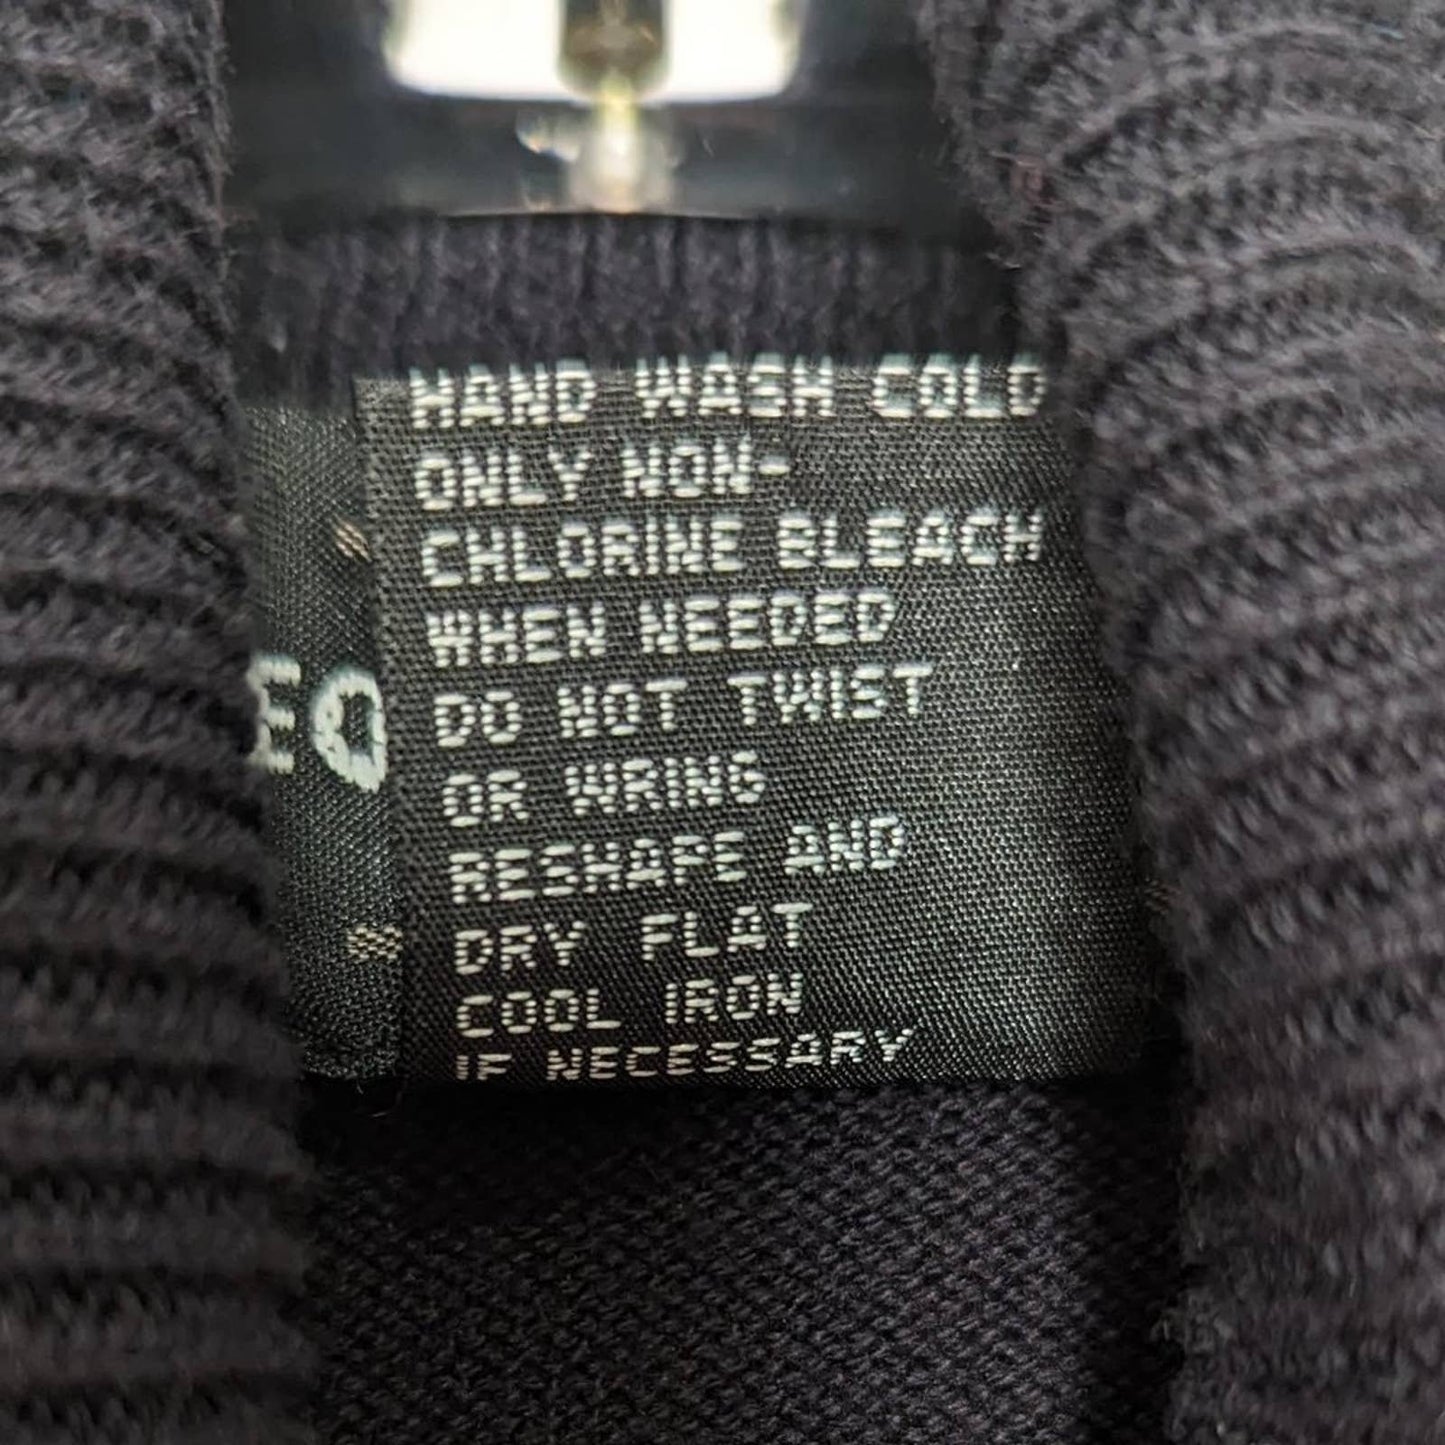 HAND WASH COLD
ONLY NON-
CHLORINE BLEACH
WHEN NEEDED
DO NOT TWIST
OR WRING
RESHAPE AND
DRY FLAT
COOL IRON
IF NECESSARY